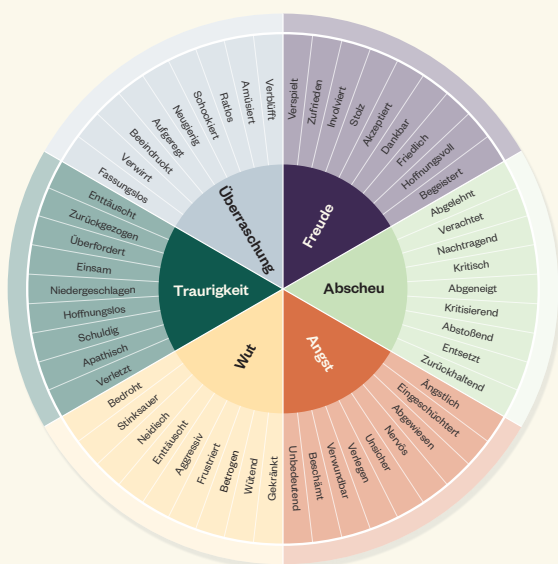 Freude
Verspielt
Zufrieden
Involviert
Stolz
Akzeptiert
Dankbar
Friedlich
Hoffnungsvoll
Begeistert
Abscheu
Abgelehnt
Verachtet
Nachtragend
Kritisch
Abgeneigt
Kritisierend
Abstoßend
Entsetzt
Zurückhaltend
Angst
Ängstlich
Eingeschüchtert
Abgewiesen
Nervös
Unsicher
Verlegen
Verwundbar
Beschämt
Unbedeutend
Wut
Gekränkt
Wütend
Betrogen
Frustriert
Aggressiv
Enttäuscht
Neidisch
Stinksauer
Bedroht
Traurigkeit
Verletzt
Apathisch
Schuldig
Hoffnungslos
Niedergeschlagen
Einsam
Überfordert
Zurückgezogen
Enttäuscht
Überraschung
Fassungslos
Verwirrt
Beeindruckt
Aufgeregt
Neugierig
Schockiert
Ratlos
Amüsiert
Verblüfft